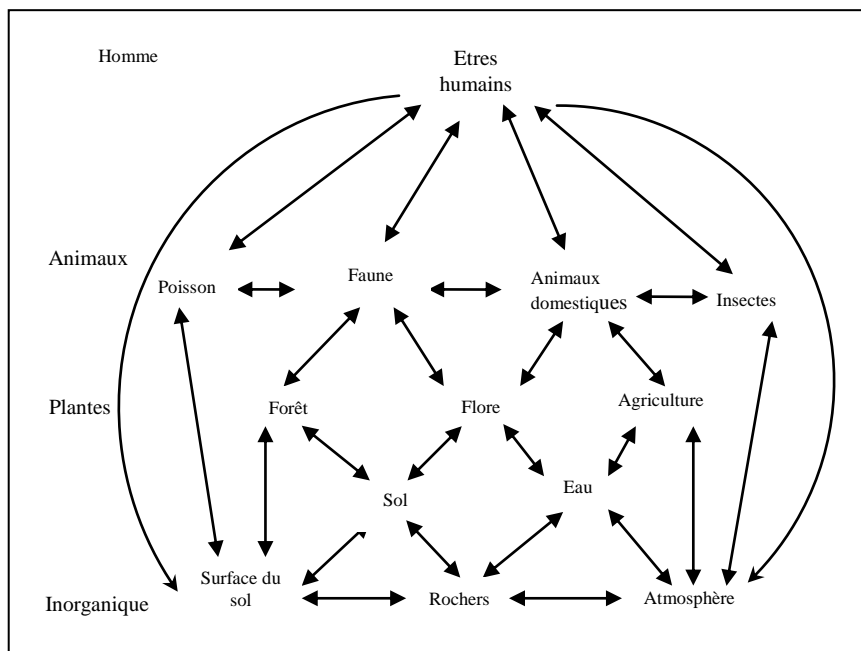 Homme
Etres
humains
Animaux
Poisson
Faune
Animaux
domestiques
Insectes
Plantes
Forêt
Flore
Agriculture
Sol
Eau
Inorganique
Surface du
sol
Rochers
Atmosphère